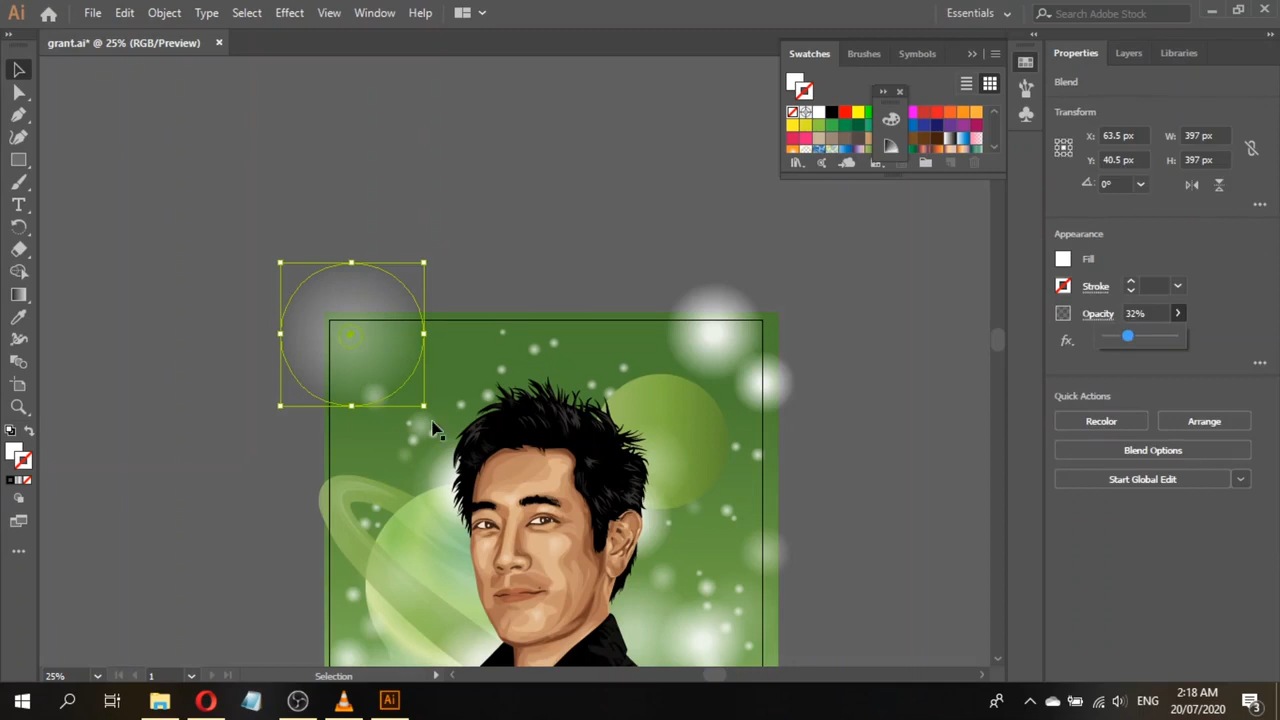 Ai File Edit Object Type Select Effect View Window Help Essentials Search Adobe Stock
grant.ai* @ 25% (RGB/Preview)
Swatches Brushes Symbols
Properties Layers Libraries
Blend
Transform
X: 63.5 px W: 397 px
Y: 40.5 px H: 397 px
0°
Appearance
Fill
Stroke
Opacity 32%
fx.
Quick Actions
Recolor Arrange
Blend Options
Start Global Edit
25% 1 Selection
Ai ENG 2:18 AM
20/07/2020 3